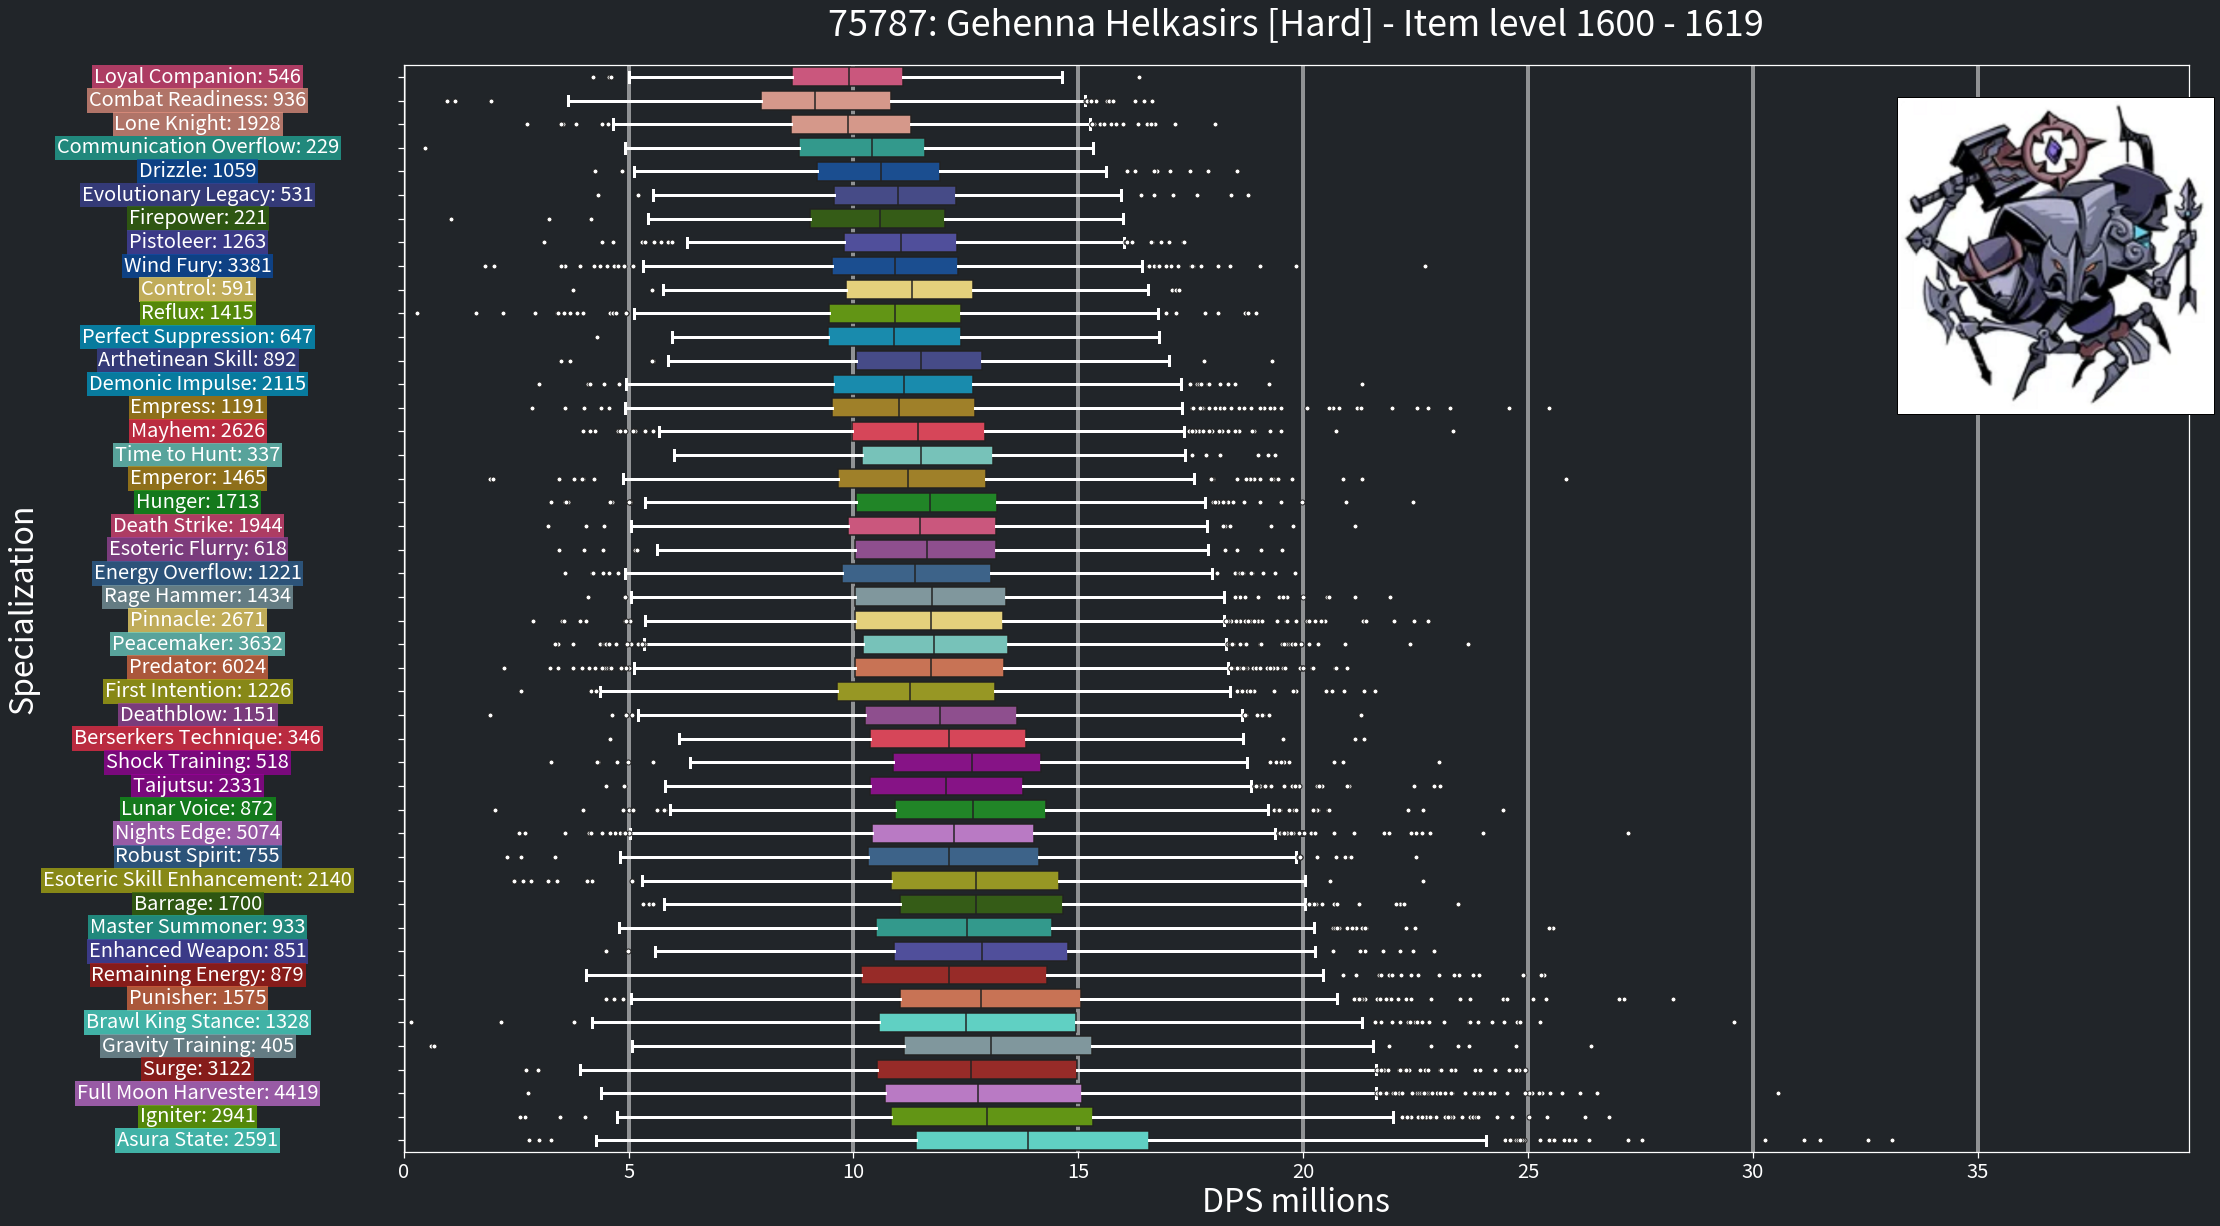 75787: Gehenna Helkasirs [Hard] - Item level 1600 - 1619
Loyal Companion: 546
Combat Readiness: 936
Lone Knight: 1928
Communication Overflow: 229
Drizzle: 1059
Evolutionary Legacy: 531
Firepower: 221
Pistoleer: 1263
Wind Fury: 3381
Control: 591
Reflux: 1415
Perfect Suppression: 647
Arthetinean Skill: 892
Demonic Impulse: 2115
Empress: 1191
Mayhem: 2626
Time to Hunt: 337
Emperor: 1465
Hunger: 1713
Death Strike: 1944
Esoteric Flurry: 618
Energy Overflow: 1221
Rage Hammer: 1434
Pinnacle: 2671
Peacemaker: 3632
Predator: 6024
First Intention: 1226
Deathblow: 1151
Berserkers Technique: 346
Shock Training: 518
Taijutsu: 2331
Lunar Voice: 872
Nights Edge: 5074
Robust Spirit: 755
Esoteric Skill Enhancement: 2140
Barrage: 1700
Master Summoner: 933
Enhanced Weapon: 851
Remaining Energy: 879
Punisher: 1575
Brawl King Stance: 1328
Gravity Training: 405
Surge: 3122
Full Moon Harvester: 4419
Igniter: 2941
Asura State: 2591
Specialization
0 5 10 15 20 25 30 35
DPS millions